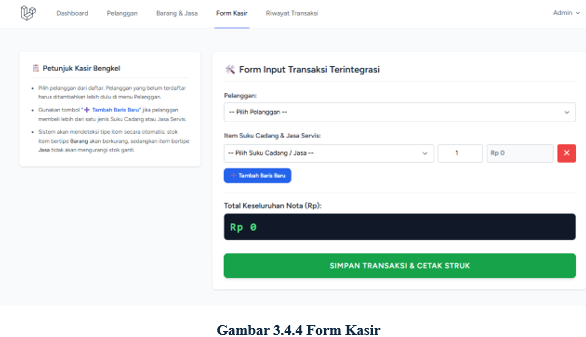 Dashboard Pelanggan Barang & Jasa Form Kasir Riwayat Transaksi Admin
Petunjuk Kasir Bengkel
Pilih pelanggan dari daftar. Pelanggan yang belum terdaftar
harus ditambahkan lebih dulu di menu Pelanggan.
Gunakan tombol "+ Tambah Baris Baru" jika pelanggan
membeli lebih dari satu jenis Suku Cadang atau Jasa Servis.
Sistem akan mendeteksi tipe item secara otomatis. stok
item bertipe Barang akan berkurang, sedangkan item bertipe
Jasa tidak akan mengurangi stok ganti.
Form Input Transaksi Terintegrasi
Pelanggan:
-- Pilih Pelanggan --
Item Suku Cadang & Jasa Servis:
-- Pilih Suku Cadang / Jasa -- 1 Rp 0 ✕
+ Tambah Baris Baru
Total Keseluruhan Nota (Rp):
Rp 0
SIMPAN TRANSAKSI & CETAK STRUK
Gambar 3.4.4 Form Kasir